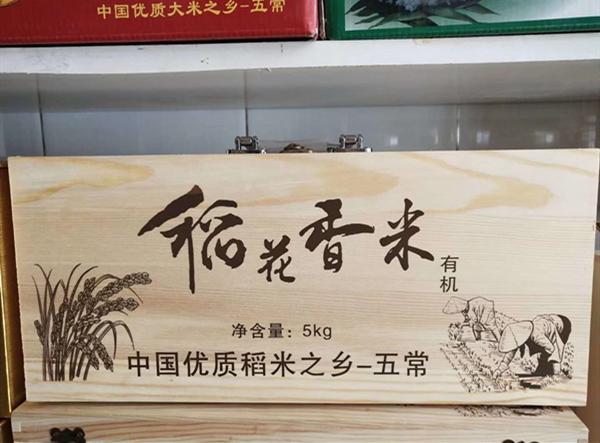 中国优质大米之乡-五常
稻花香米
有机
净含量：5kg
中国优质稻米之乡-五常